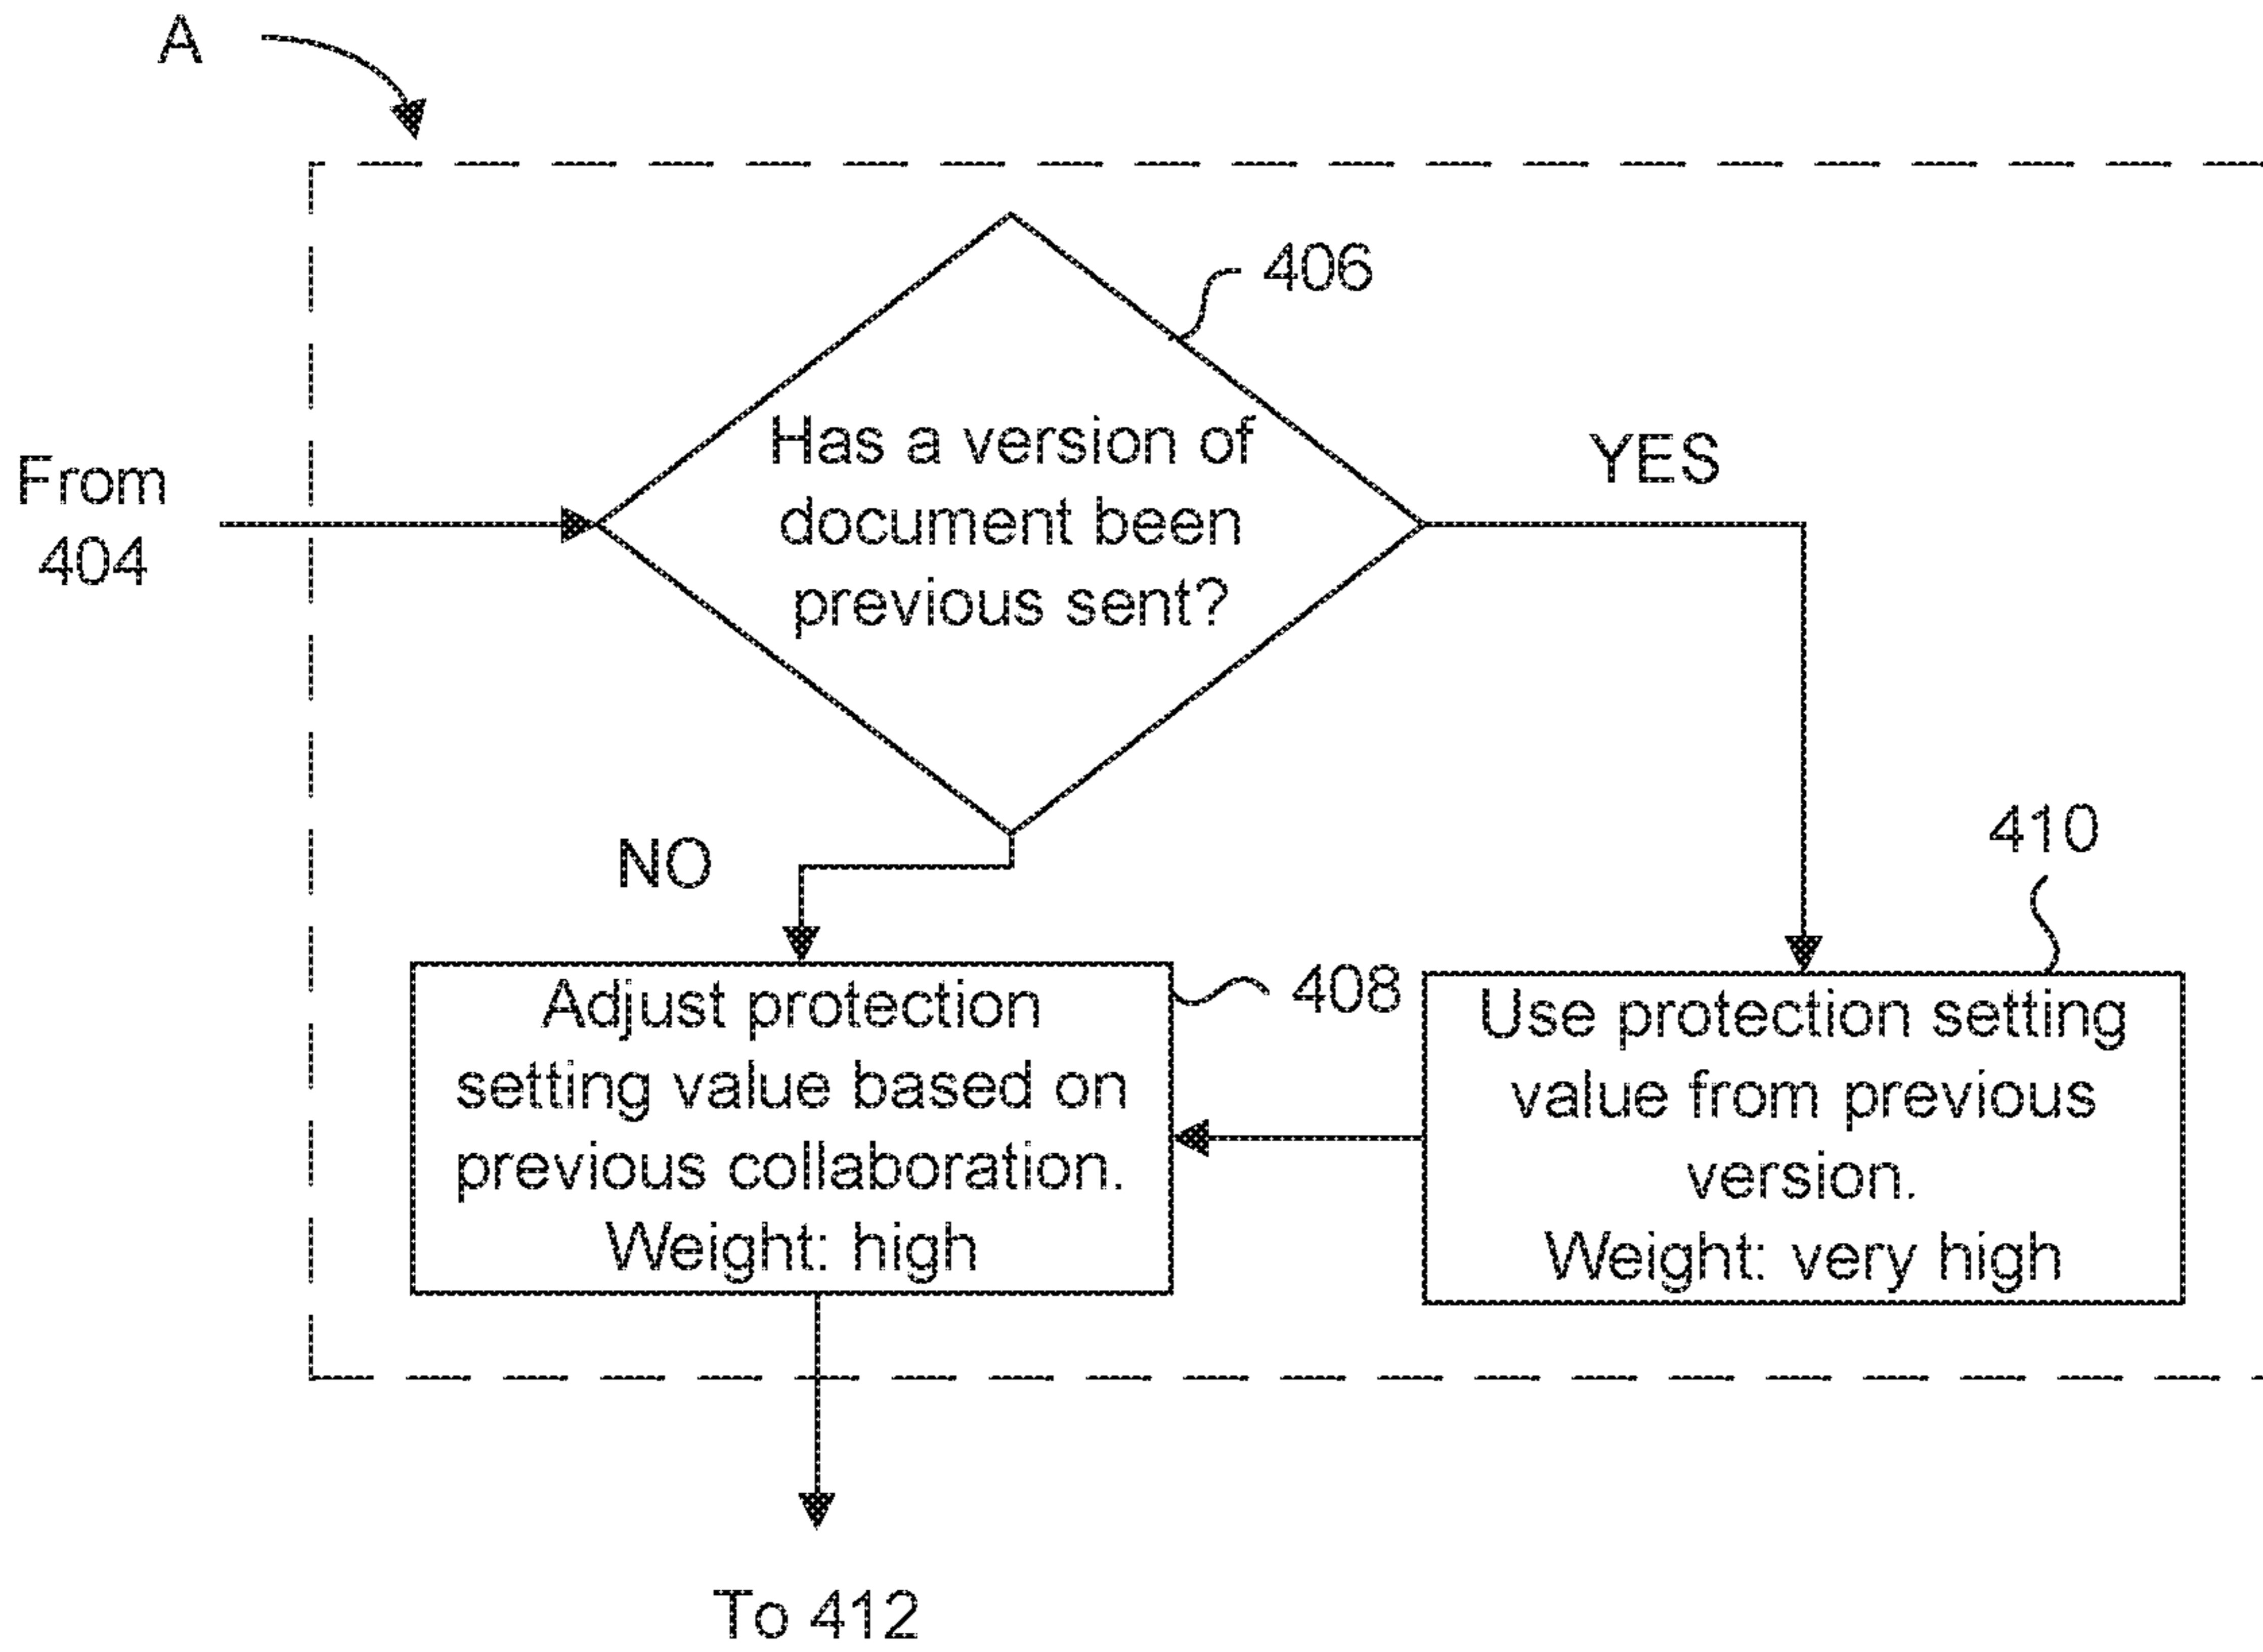 A
406
Has a version of
document been
previous sent?
YES
From
404
NO
410
408
Adjust protection
setting value based on
previous collaboration.
Weight: high
Use protection setting
value from previous
version.
Weight: very high
To 412